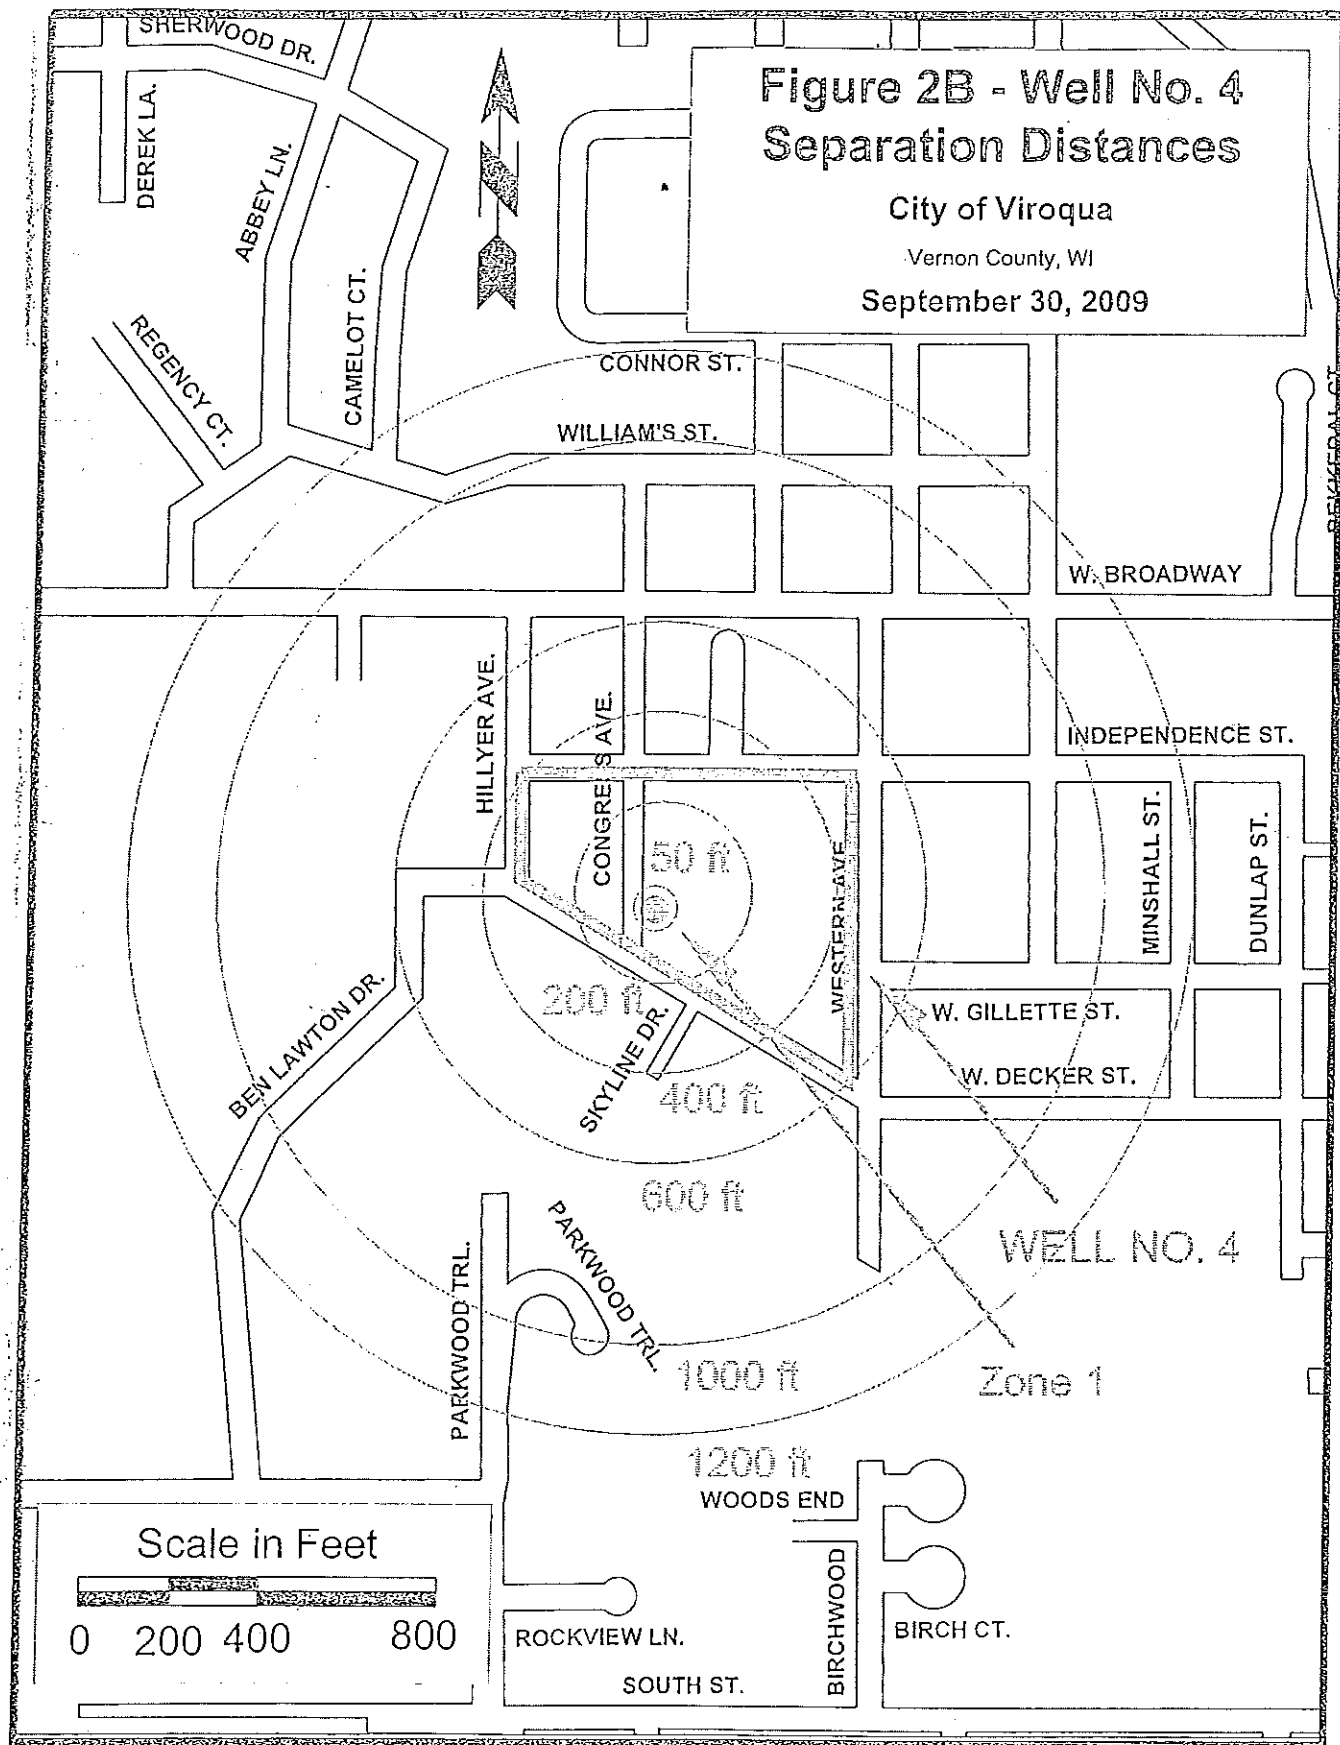 SHERWOOD DR.
DEREK LA.
ABBEY LN.
CAMELOT CT.
REGENCY CT.
Figure 2B - Well No. 4
Separation Distances
City of Viroqua
Vernon County, WI
September 30, 2009
CONNOR ST.
WILLIAM'S ST.
W. BROADWAY
HILLYER AVE.
CONGRESS AVE.
INDEPENDENCE ST.
MINSHALL ST.
DUNLAP ST.
WESTERN AVE
50 ft
200 ft
400 ft
600 ft
1000 ft
1200 ft
W. GILLETTE ST.
W. DECKER ST.
BEN LAWTON DR.
SKYLINE DR.
WELL NO. 4
Zone 1
PARKWOOD TRL.
PARKWOOD TRL.
WOODS END
BIRCHWOOD
BIRCH CT.
ROCKVIEW LN.
SOUTH ST.
Scale in Feet
0 200 400 800